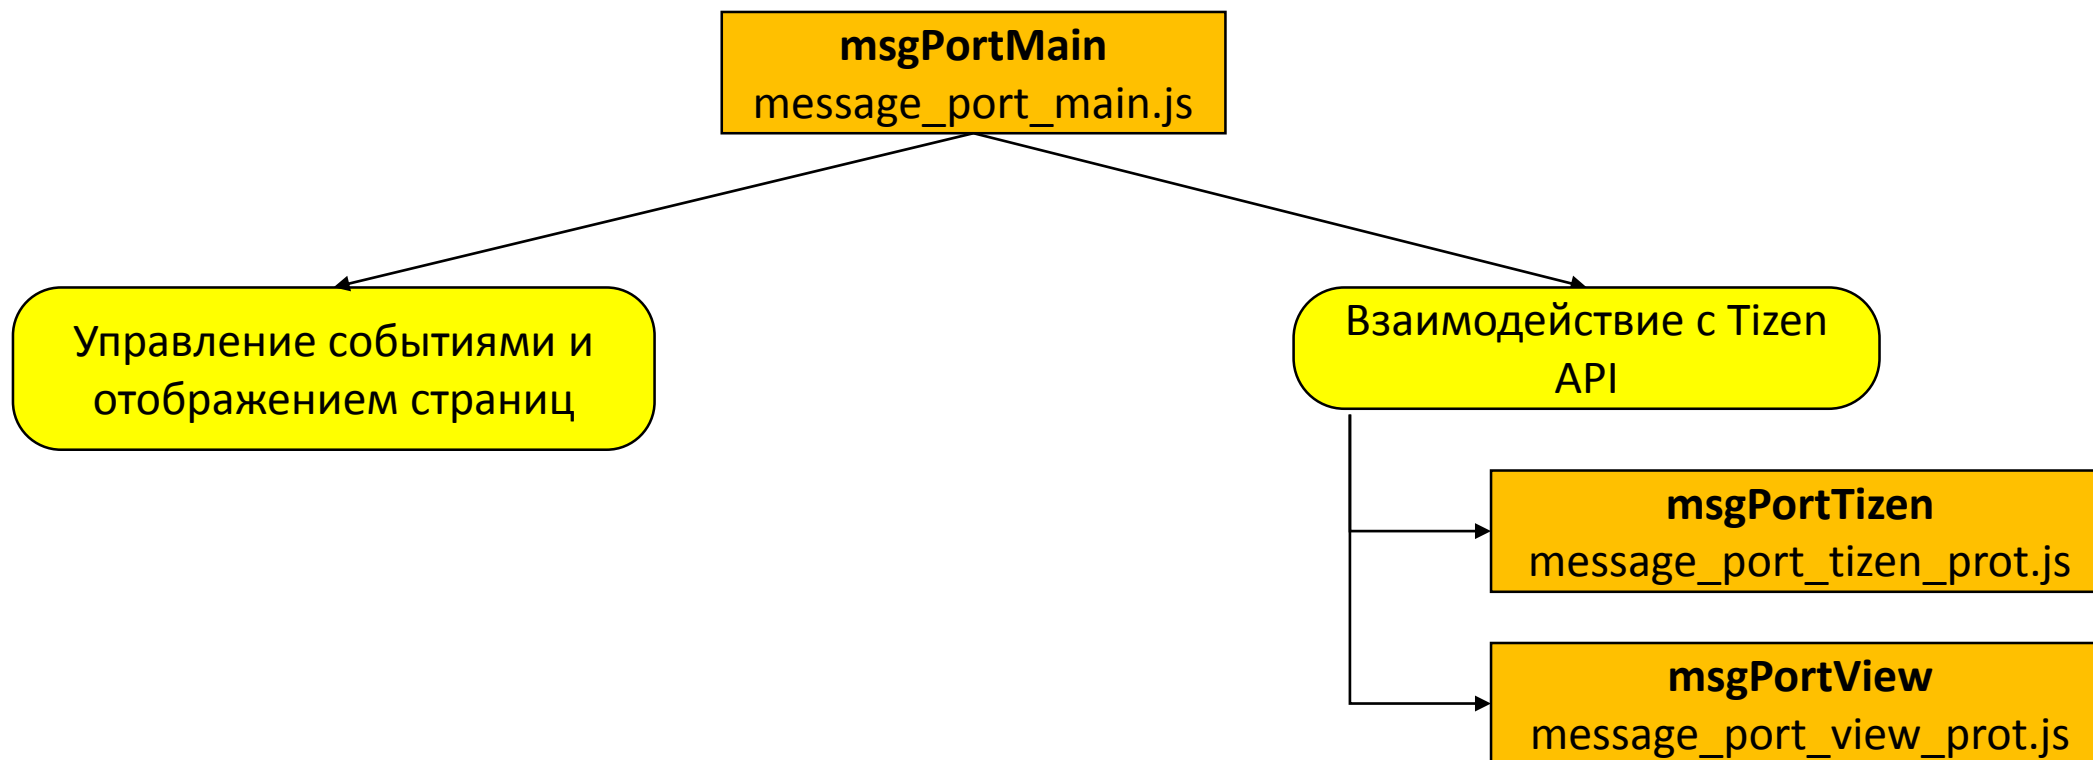 msgPortMain
message_port_main.js
Управление событиями и
отображением страниц
Взаимодействие с Tizen
API
msgPortTizen
message_port_tizen_prot.js
msgPortView
message_port_view_prot.js